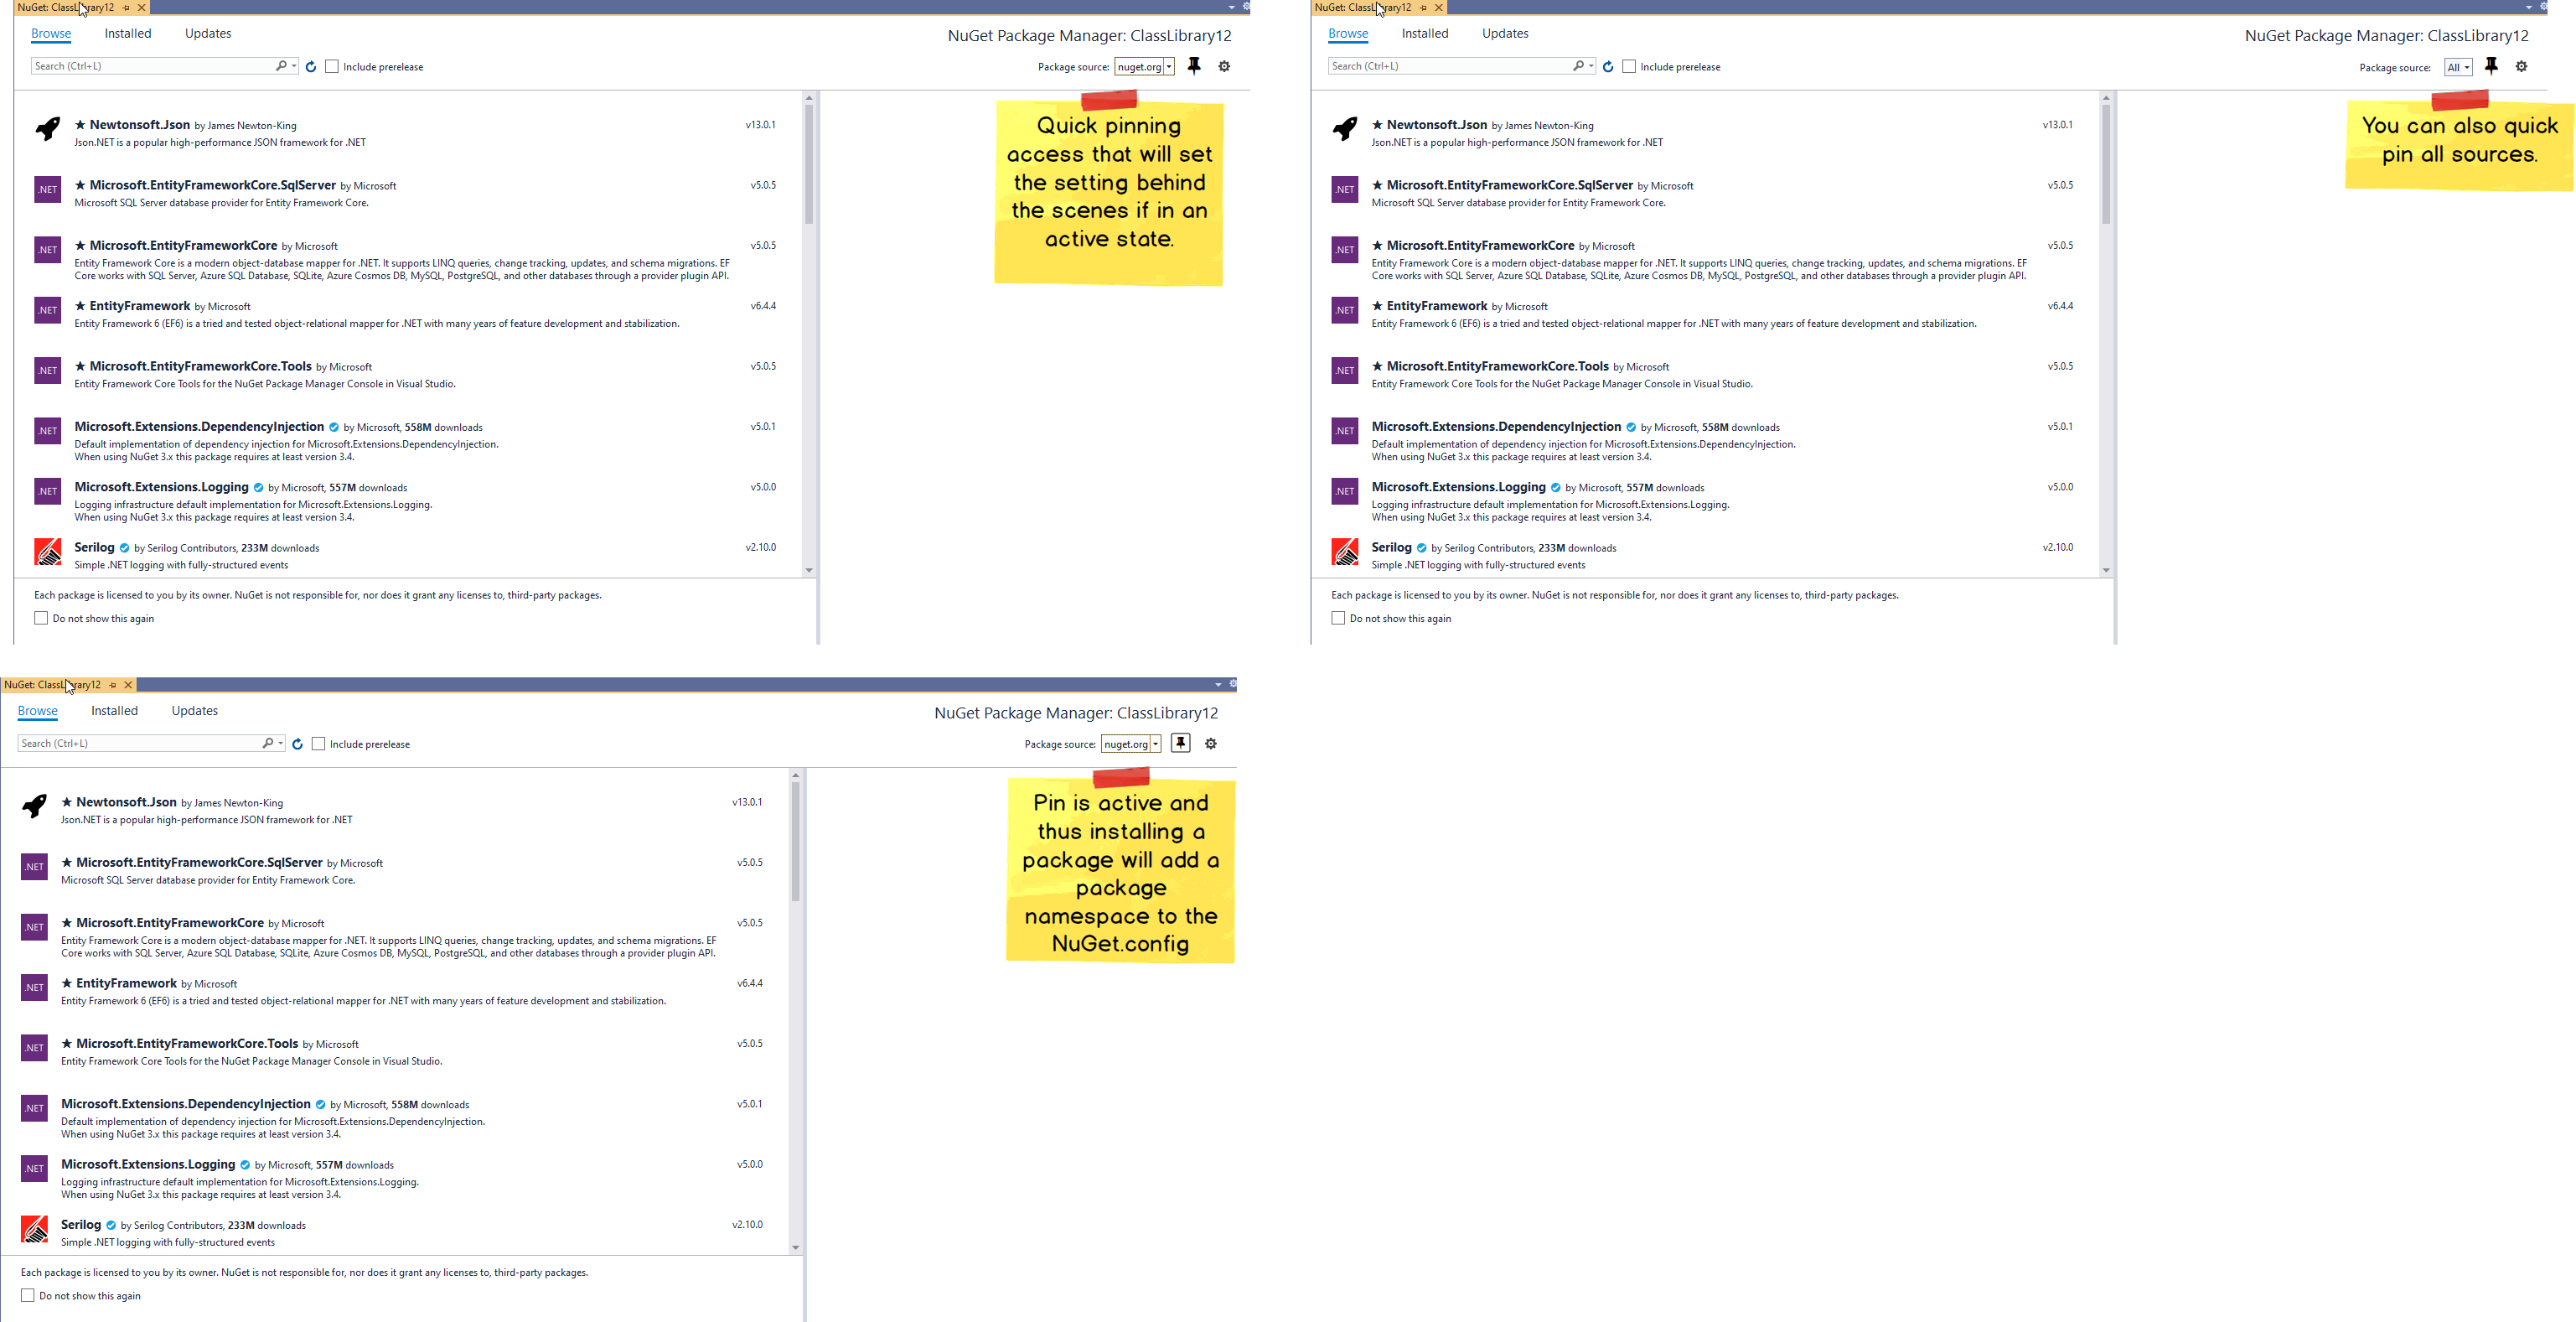 NuGet: ClassLibrary12
Browse Installed Updates
NuGet Package Manager: ClassLibrary12
Search (Ctrl+L)
Include prerelease
Package source: nuget.org
★ Newtonsoft.Json by James Newton-King v13.0.1
Json.NET is a popular high-performance JSON framework for .NET
.NET ★ Microsoft.EntityFrameworkCore.SqlServer by Microsoft v5.0.5
Microsoft SQL Server database provider for Entity Framework Core.
.NET ★ Microsoft.EntityFrameworkCore by Microsoft v5.0.5
Entity Framework Core is a modern object-database mapper for .NET. It supports LINQ queries, change tracking, updates, and schema migrations. EF
Core works with SQL Server, Azure SQL Database, SQLite, Azure Cosmos DB, MySQL, PostgreSQL, and other databases through a provider plugin API.
.NET ★ EntityFramework by Microsoft v6.4.4
Entity Framework 6 (EF6) is a tried and tested object-relational mapper for .NET with many years of feature development and stabilization.
.NET ★ Microsoft.EntityFrameworkCore.Tools by Microsoft v5.0.5
Entity Framework Core Tools for the NuGet Package Manager Console in Visual Studio.
.NET Microsoft.Extensions.DependencyInjection by Microsoft, 558M downloads v5.0.1
Default implementation of dependency injection for Microsoft.Extensions.DependencyInjection.
When using NuGet 3.x this package requires at least version 3.4.
.NET Microsoft.Extensions.Logging by Microsoft, 557M downloads v5.0.0
Logging infrastructure default implementation for Microsoft.Extensions.Logging.
When using NuGet 3.x this package requires at least version 3.4.
Serilog by Serilog Contributors, 233M downloads v2.10.0
Simple .NET logging with fully-structured events
Each package is licensed to you by its owner. NuGet is not responsible for, nor does it grant any licenses to, third-party packages.
Do not show this again
Quick pinning
access that will set
the setting behind
the scenes if in an
active state.
NuGet: ClassLibrary12
Browse Installed Updates
NuGet Package Manager: ClassLibrary12
Search (Ctrl+L)
Include prerelease
Package source: All
★ Newtonsoft.Json by James Newton-King v13.0.1
Json.NET is a popular high-performance JSON framework for .NET
.NET ★ Microsoft.EntityFrameworkCore.SqlServer by Microsoft v5.0.5
Microsoft SQL Server database provider for Entity Framework Core.
.NET ★ Microsoft.EntityFrameworkCore by Microsoft v5.0.5
Entity Framework Core is a modern object-database mapper for .NET. It supports LINQ queries, change tracking, updates, and schema migrations. EF
Core works with SQL Server, Azure SQL Database, SQLite, Azure Cosmos DB, MySQL, PostgreSQL, and other databases through a provider plugin API.
.NET ★ EntityFramework by Microsoft v6.4.4
Entity Framework 6 (EF6) is a tried and tested object-relational mapper for .NET with many years of feature development and stabilization.
.NET ★ Microsoft.EntityFrameworkCore.Tools by Microsoft v5.0.5
Entity Framework Core Tools for the NuGet Package Manager Console in Visual Studio.
.NET Microsoft.Extensions.DependencyInjection by Microsoft, 558M downloads v5.0.1
Default implementation of dependency injection for Microsoft.Extensions.DependencyInjection.
When using NuGet 3.x this package requires at least version 3.4.
.NET Microsoft.Extensions.Logging by Microsoft, 557M downloads v5.0.0
Logging infrastructure default implementation for Microsoft.Extensions.Logging.
When using NuGet 3.x this package requires at least version 3.4.
Serilog by Serilog Contributors, 233M downloads v2.10.0
Simple .NET logging with fully-structured events
Each package is licensed to you by its owner. NuGet is not responsible for, nor does it grant any licenses to, third-party packages.
Do not show this again
You can also quick
pin all sources.
NuGet: ClassLibrary12
Browse Installed Updates
NuGet Package Manager: ClassLibrary12
Search (Ctrl+L)
Include prerelease
Package source: nuget.org
★ Newtonsoft.Json by James Newton-King v13.0.1
Json.NET is a popular high-performance JSON framework for .NET
.NET ★ Microsoft.EntityFrameworkCore.SqlServer by Microsoft v5.0.5
Microsoft SQL Server database provider for Entity Framework Core.
.NET ★ Microsoft.EntityFrameworkCore by Microsoft v5.0.5
Entity Framework Core is a modern object-database mapper for .NET. It supports LINQ queries, change tracking, updates, and schema migrations. EF
Core works with SQL Server, Azure SQL Database, SQLite, Azure Cosmos DB, MySQL, PostgreSQL, and other databases through a provider plugin API.
.NET ★ EntityFramework by Microsoft v6.4.4
Entity Framework 6 (EF6) is a tried and tested object-relational mapper for .NET with many years of feature development and stabilization.
.NET ★ Microsoft.EntityFrameworkCore.Tools by Microsoft v5.0.5
Entity Framework Core Tools for the NuGet Package Manager Console in Visual Studio.
.NET Microsoft.Extensions.DependencyInjection by Microsoft, 558M downloads v5.0.1
Default implementation of dependency injection for Microsoft.Extensions.DependencyInjection.
When using NuGet 3.x this package requires at least version 3.4.
.NET Microsoft.Extensions.Logging by Microsoft, 557M downloads v5.0.0
Logging infrastructure default implementation for Microsoft.Extensions.Logging.
When using NuGet 3.x this package requires at least version 3.4.
Serilog by Serilog Contributors, 233M downloads v2.10.0
Simple .NET logging with fully-structured events
Each package is licensed to you by its owner. NuGet is not responsible for, nor does it grant any licenses to, third-party packages.
Do not show this again
Pin is active and
thus installing a
package will add a
package
namespace to the
NuGet.config